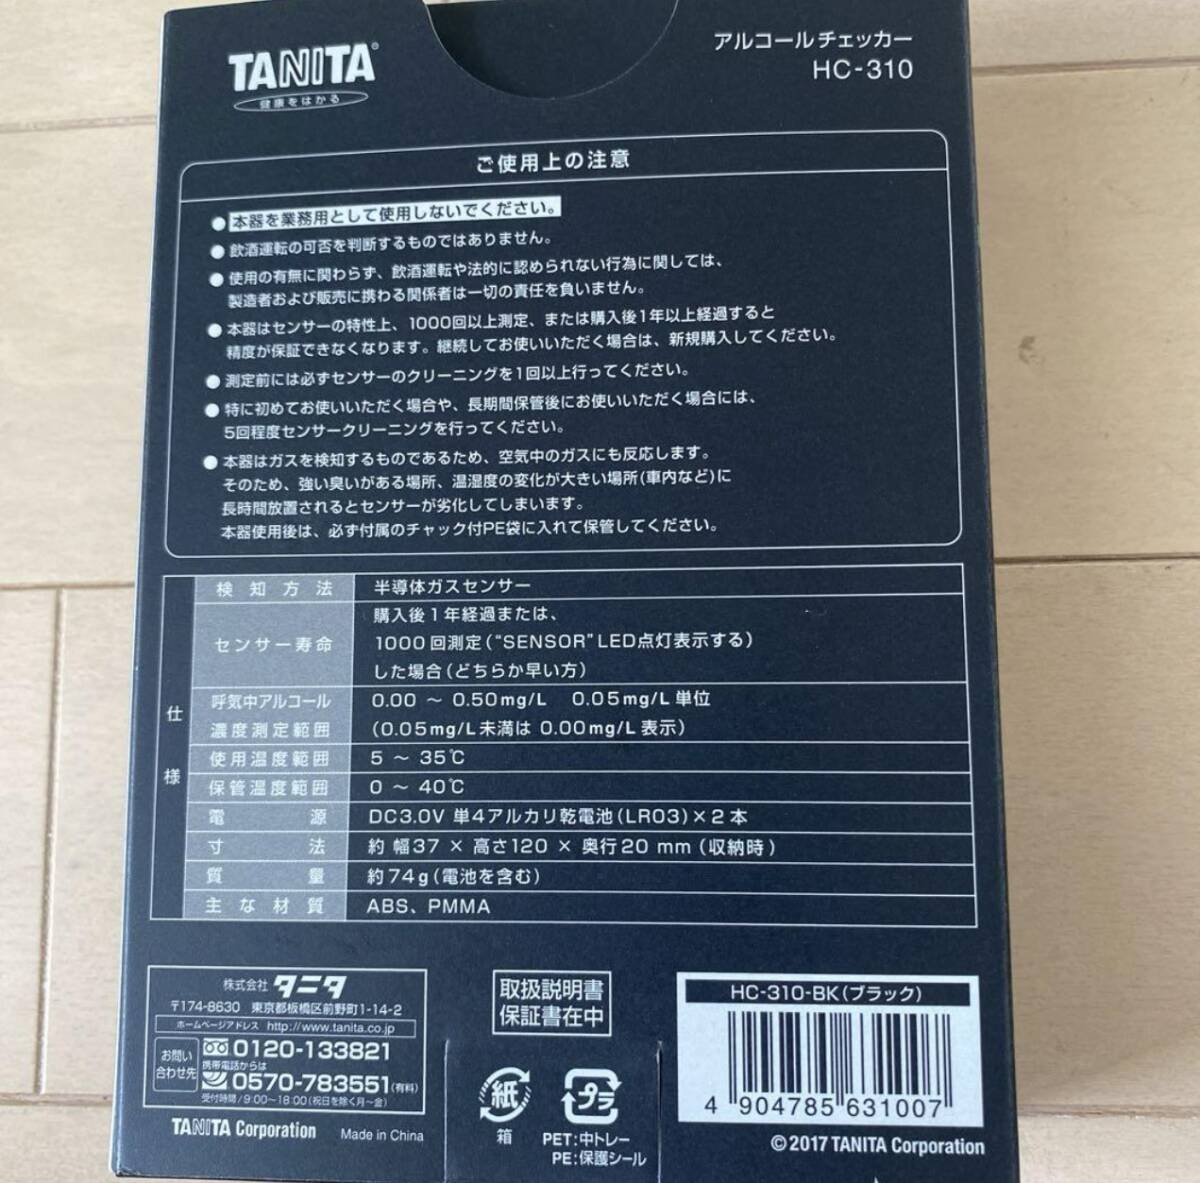 TANITA®
健康をはかる
アルコールチェッカー
HC-310
ご使用上の注意
●本器を業務用として使用しないでください。
●飲酒運転の可否を判断するものではありません。
●使用の有無に関わらず、飲酒運転や法的に認められない行為に関しては、
製造者および販売に携わる関係者は一切の責任を負いません。
●本器はセンサーの特性上、1000回以上測定、または購入後1年以上経過すると
精度が保証できなくなります。継続してお使いいただく場合は、新規購入してください。
●測定前には必ずセンサーのクリーニングを1回以上行ってください。
●特に初めてお使いいただく場合や、長期間保管後にお使いいただく場合には、
5回程度センサークリーニングを行ってください。
●本器はガスを検知するものであるため、空気中のガスにも反応します。
そのため、強い臭いがある場所、温湿度の変化が大きい場所(車内など)に
長時間放置されるとセンサーが劣化してしまいます。
本器使用後は、必ず付属のチャック付PE袋に入れて保管してください。
仕様
検知方法 半導体ガスセンサー
センサー寿命 購入後1年経過または、
1000回測定("SENSOR"LED点灯表示する)
した場合(どちらか早い方)
呼気中アルコール 0.00 ～ 0.50mg/L 0.05mg/L単位
濃度測定範囲 (0.05mg/L未満は 0.00mg/L表示)
使用温度範囲 5 ～ 35℃
保管温度範囲 0 ～ 40℃
電源 DC3.0V 単4アルカリ乾電池(LR03)×2本
寸法 約 幅37 × 高さ120 × 奥行20 mm(収納時)
質量 約74g(電池を含む)
主な材質 ABS、PMMA
株式会社タニタ
〒174-8630 東京都板橋区前野町1-14-2
ホームページアドレス http://www.tanita.co.jp
お問い合わせ先
0120-133821
携帯電話からは
0570-783551(有料)
受付時間/9:00～18:00(祝日を除く月～金)
TANITA Corporation Made in China
取扱説明書
保証書在中
紙
箱
プラ
PET:中トレー
PE:保護シール
HC-310-BK(ブラック)
4 904785 631007
©2017 TANITA Corporation